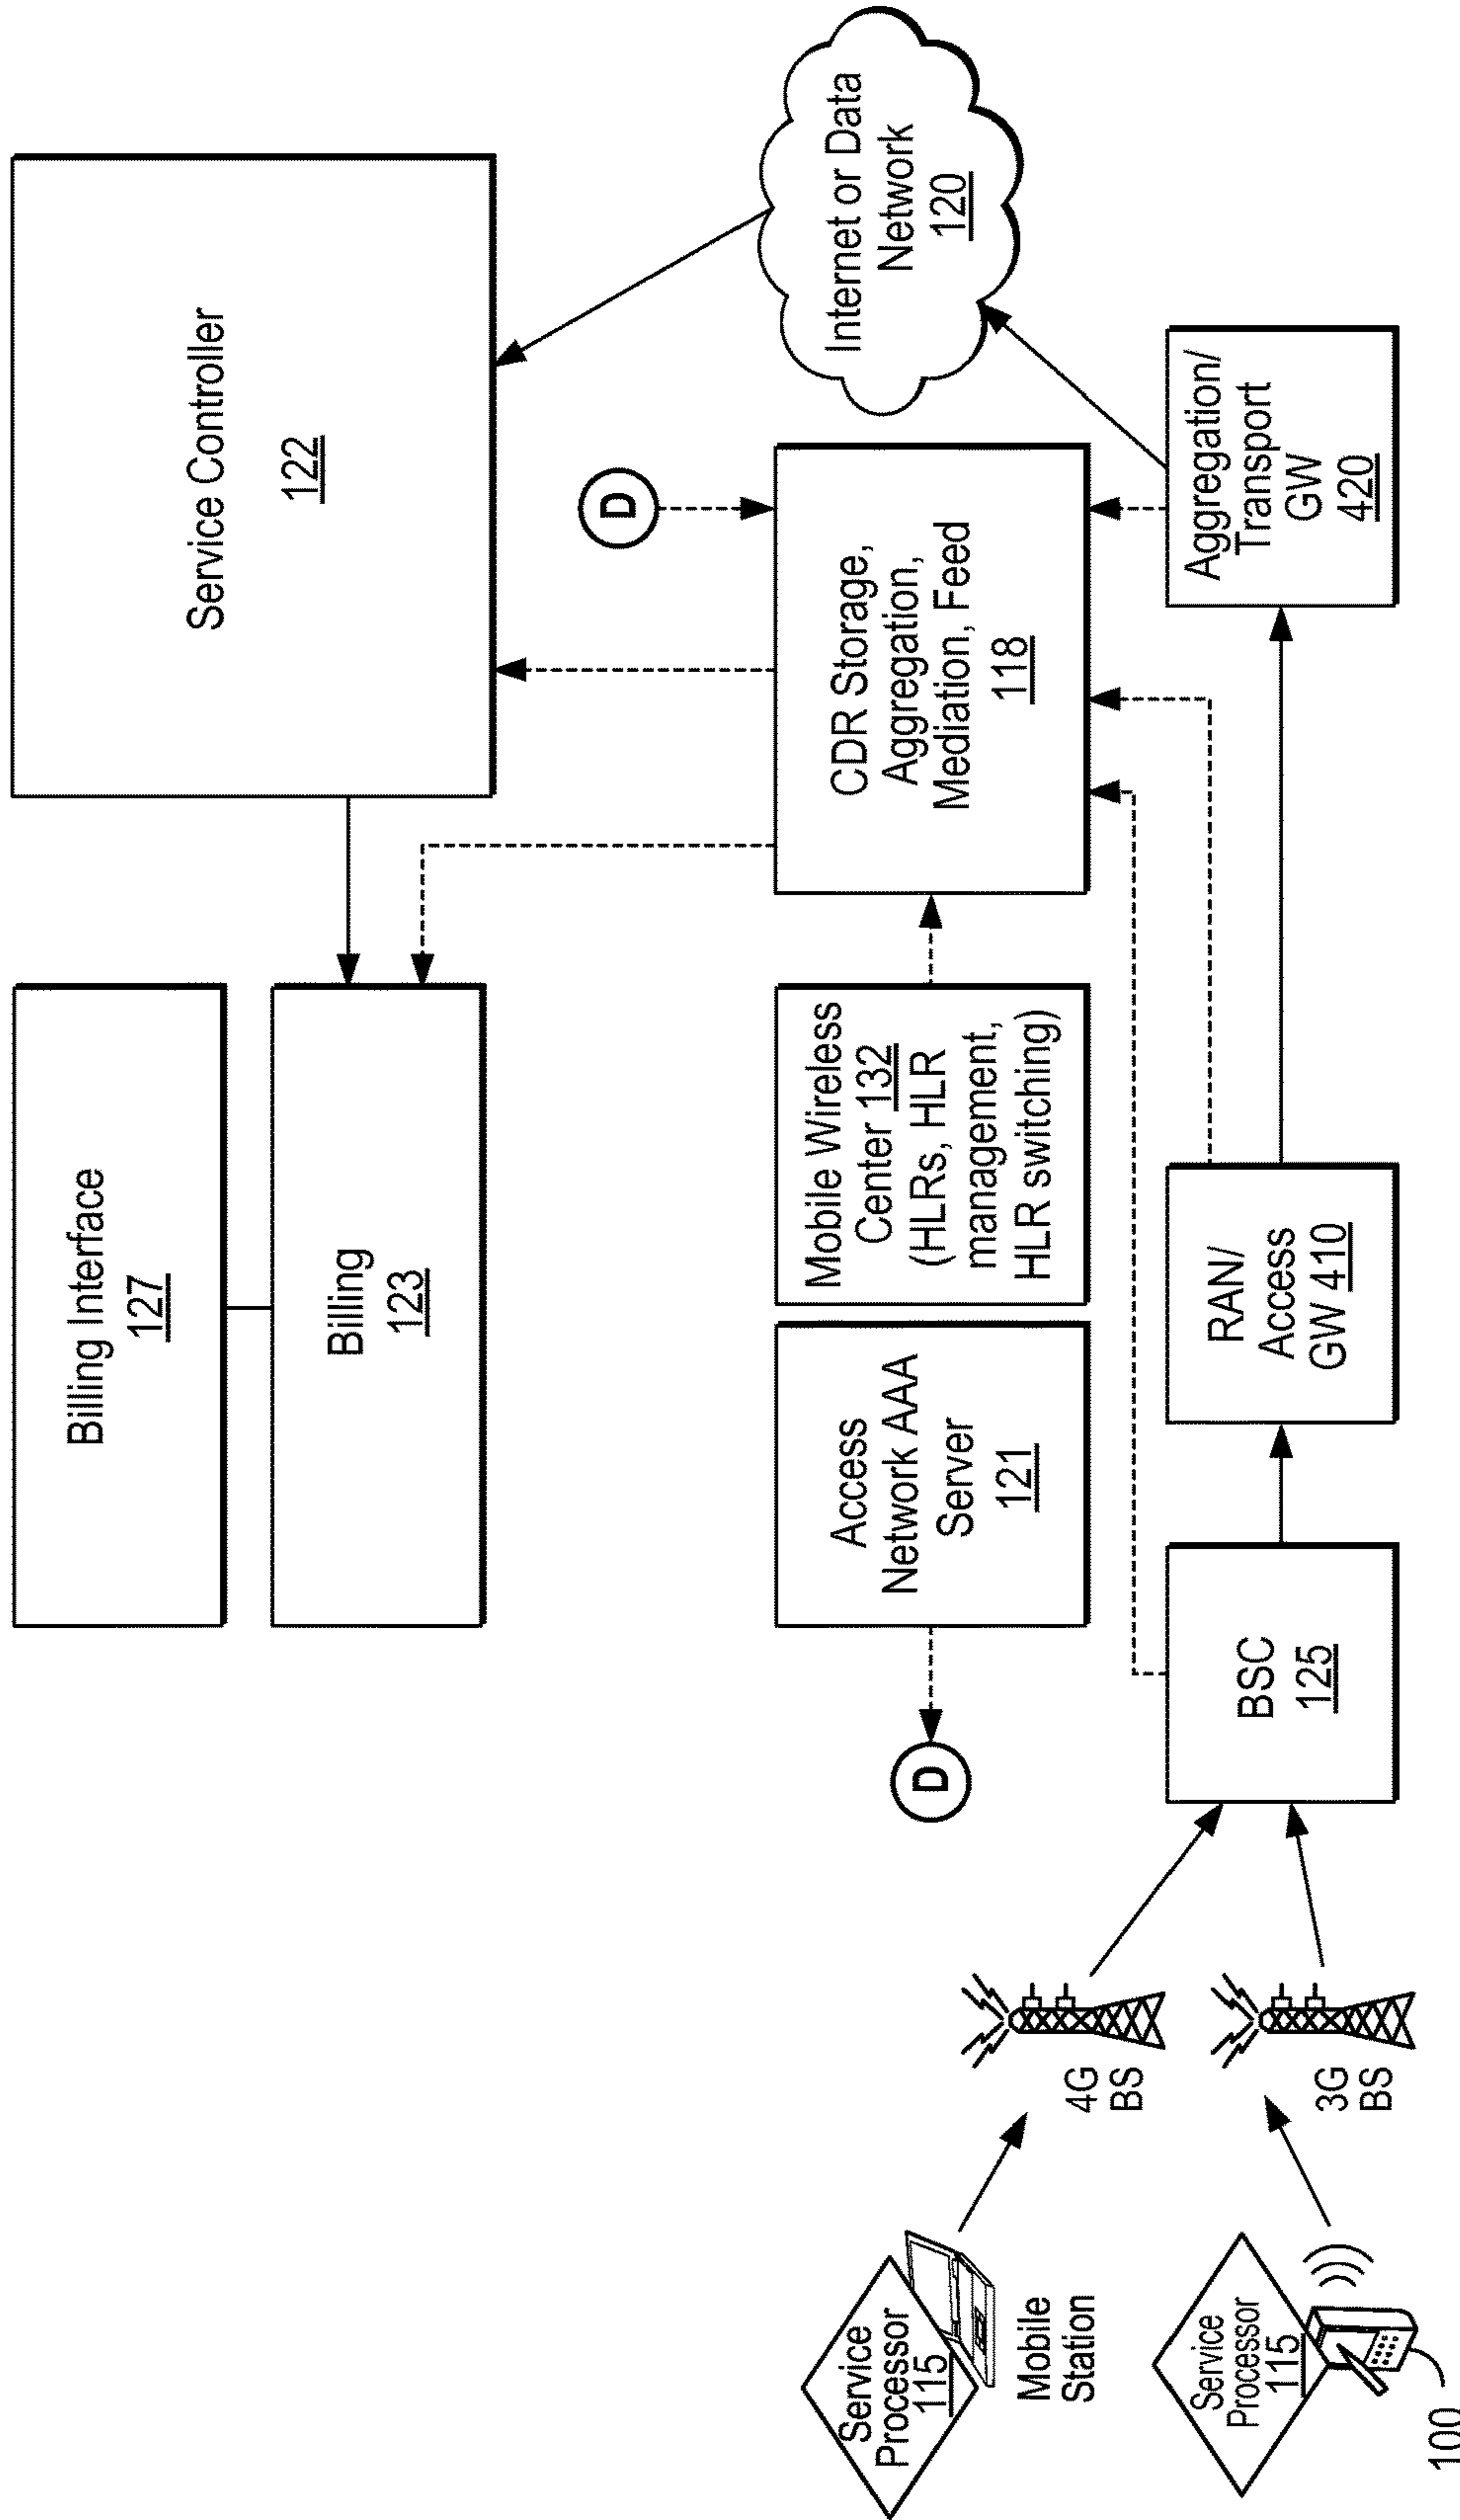 Billing Interface
127
Billing
123
Service Controller
122
D
Access
Network AAA
Server
121
Mobile Wireless
Center 132
(HLRs, HLR
management,
HLR switching)
CDR Storage,
Aggregation,
Mediation, Feed
118
D
Internet or Data
Network
120
Service
Processor
115
Mobile
Station
4G
BS
Service
Processor
115
100
3G
BS
BSC
125
RAN/
Access
GW 410
Aggregation/
Transport
GW
420